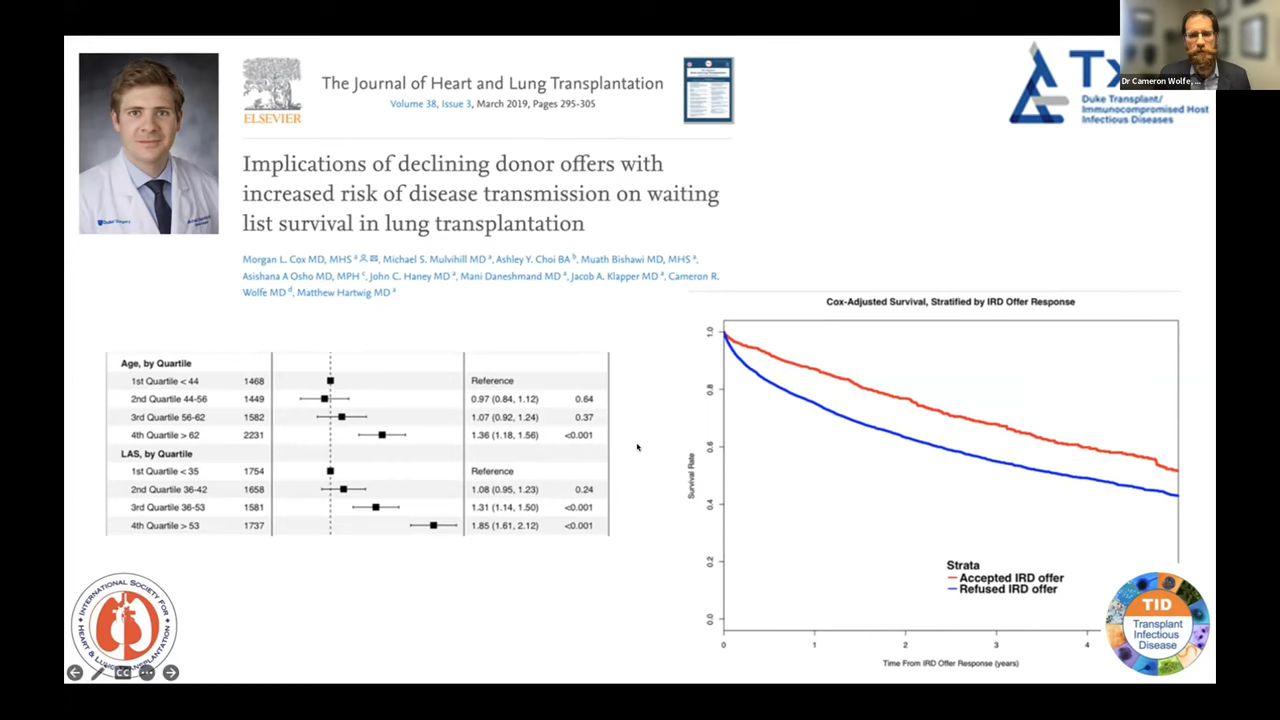 Dr Cameron Wolfe, ...
The Journal of Heart and Lung Transplantation
Volume 38, Issue 3, March 2019, Pages 295-305
ELSEVIER
Duke Transplant/
Immunocompromised Host
Infectious Diseases
Implications of declining donor offers with
increased risk of disease transmission on waiting
list survival in lung transplantation
Morgan L. Cox MD, MHS a, Michael S. Mulvihill MD a, Ashley Y. Choi BA b, Muath Bishawi MD, MHS a,
Asishana A Osho MD, MPH c, John C. Haney MD a, Mani Daneshmand MD a, Jacob A. Klapper MD a, Cameron R.
Wolfe MD d, Matthew Hartwig MD a
Age, by Quartile
1st Quartile < 44 1468 Reference
2nd Quartile 44-56 1449 0.97 (0.84, 1.12) 0.64
3rd Quartile 56-62 1582 1.07 (0.92, 1.24) 0.37
4th Quartile > 62 2231 1.36 (1.18, 1.56) <0.001
LAS, by Quartile
1st Quartile < 35 1754 Reference
2nd Quartile 36-42 1658 1.08 (0.95, 1.23) 0.24
3rd Quartile 36-53 1581 1.31 (1.14, 1.50) <0.001
4th Quartile > 53 1737 1.85 (1.61, 2.12) <0.001
Cox-Adjusted Survival, Stratified by IRD Offer Response
Survival Rate
1.0
0.8
0.6
0.4
0.2
0.0
Strata
Accepted IRD offer
Refused IRD offer
0 1 2 3 4
Time From IRD Offer Response (years)
INTERNATIONAL SOCIETY FOR
HEART &
CC
TID
Transplant
Infectious
Disease